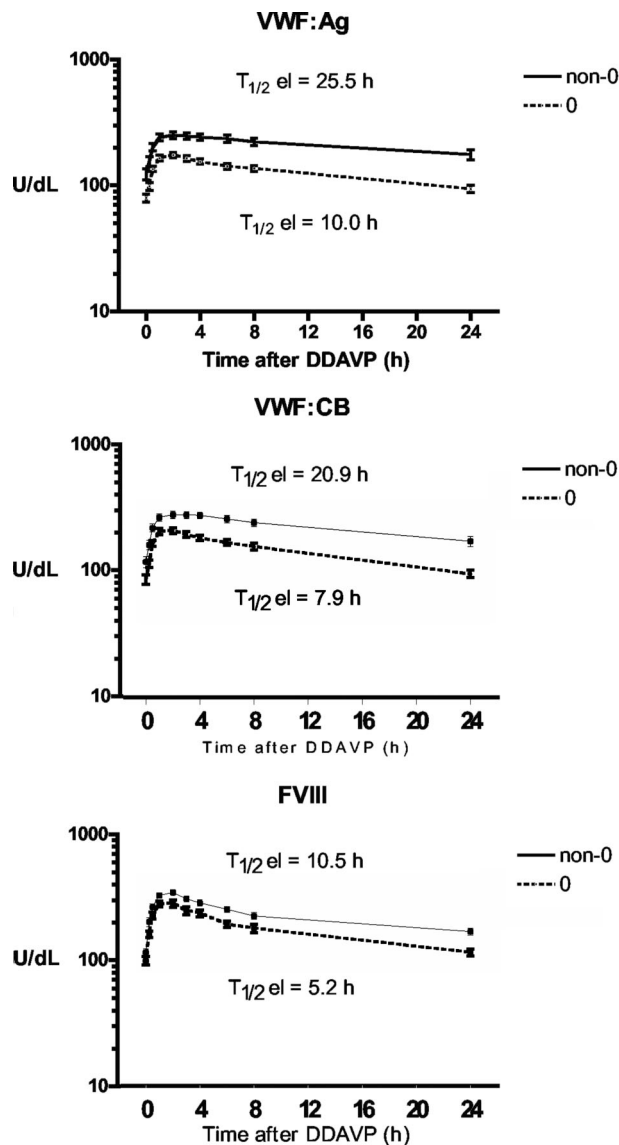 VWF:Ag
1000
T1/2 el = 25.5 h
non-0
0
U/dL
100
T1/2 el = 10.0 h
10
0 4 8 12 16 20 24
Time after DDAVP (h)
VWF:CB
1000
T1/2 el = 20.9 h
non-0
0
U/dL
100
T1/2 el = 7.9 h
10
0 4 8 12 16 20 24
Time after DDAVP (h)
FVIII
1000
T1/2 el = 10.5 h
non-0
0
U/dL
100
T1/2 el = 5.2 h
10
0 4 8 12 16 20 24
Time after DDAVP (h)